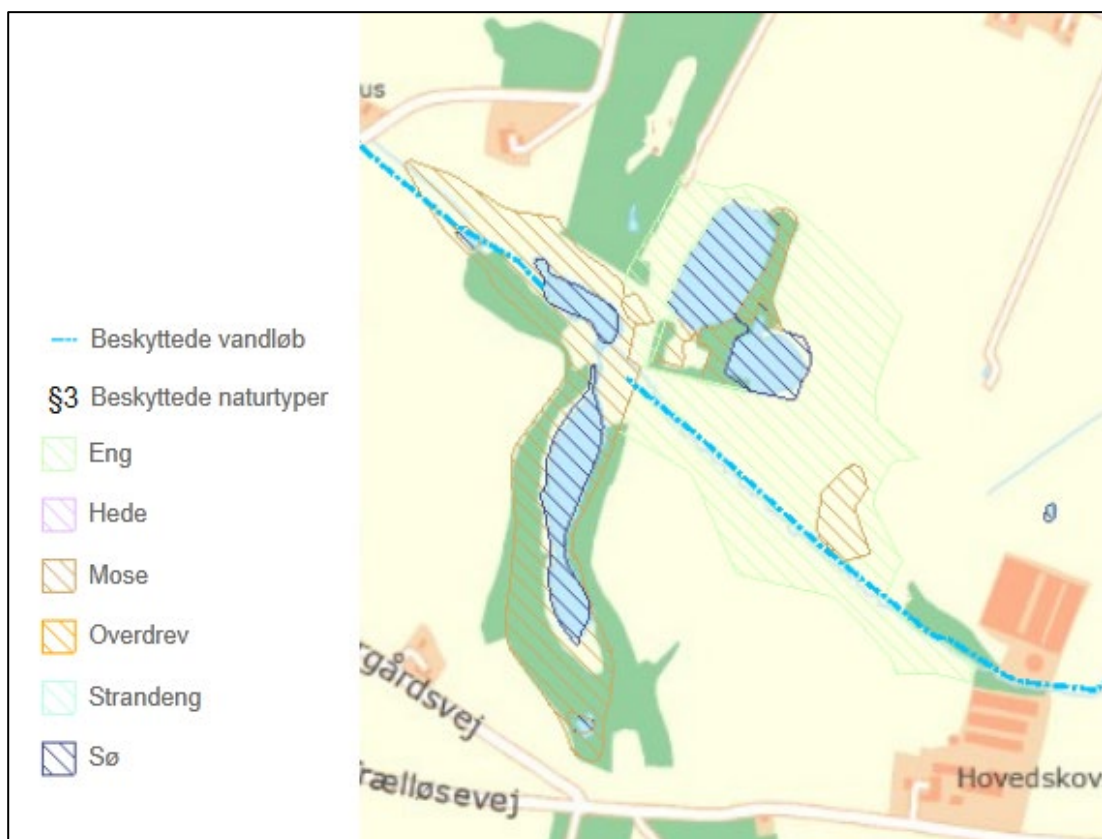 Beskyttede vandløb
§3 Beskyttede naturtyper
Eng
Hede
Mose
Overdrev
Strandeng
Sø
us
rgårdsvej
rælløsevej
Hovedskov